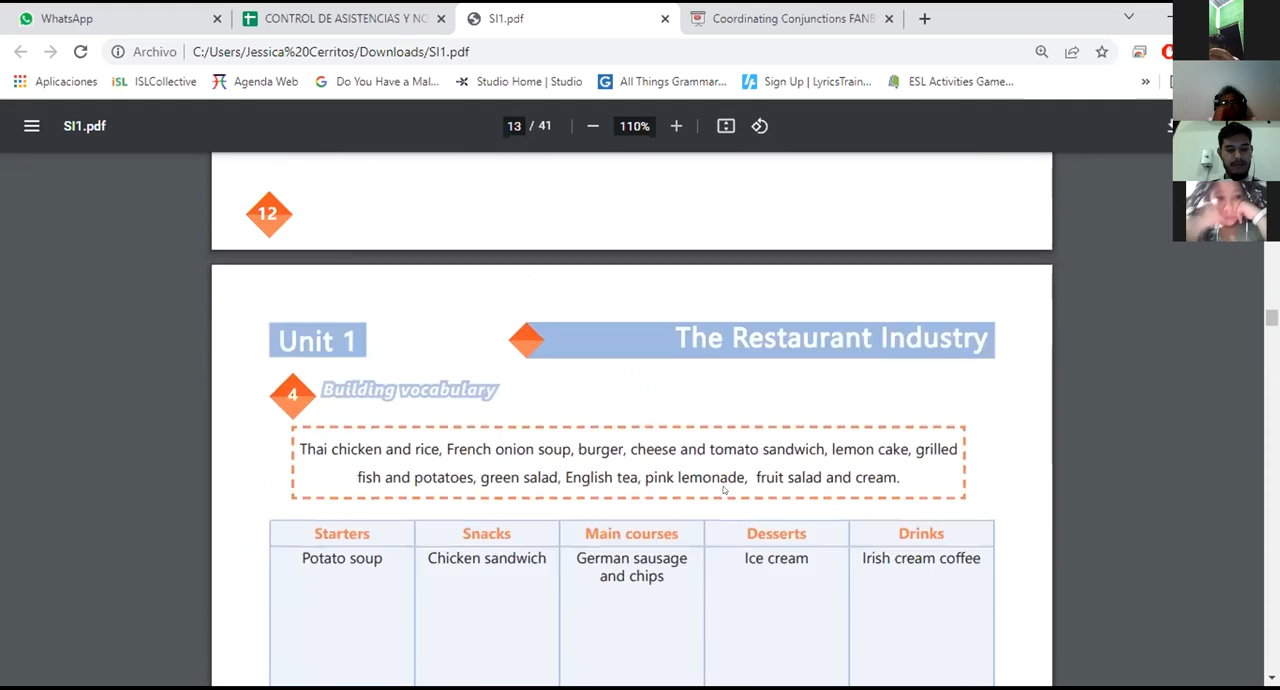 WhatsApp
CONTROL DE ASISTENCIAS Y NC
SI1.pdf
Coordinating Conjunctions FANB
Archivo
C:/Users/Jessica%20Cerritos/Downloads/SI1.pdf
Aplicaciones
iSL ISLCollective
Agenda Web
Do You Have a Mal...
Studio Home | Studio
All Things Grammar...
Sign Up | LyricsTrain...
ESL Activities Game...
»
SI1.pdf
13 / 41
110%
12
Unit 1
The Restaurant Industry
4
Building vocabulary
Thai chicken and rice, French onion soup, burger, cheese and tomato sandwich, lemon cake, grilled
fish and potatoes, green salad, English tea, pink lemonade, fruit salad and cream.
Starters Snacks Main courses Desserts Drinks
Potato soup Chicken sandwich German sausage Ice cream Irish cream coffee
and chips